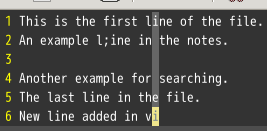 1 This is the first line of the file.
2 An example l;ine in the notes.
3
4 Another example for searching.
5 The last line in the file.
6 New line added in vi